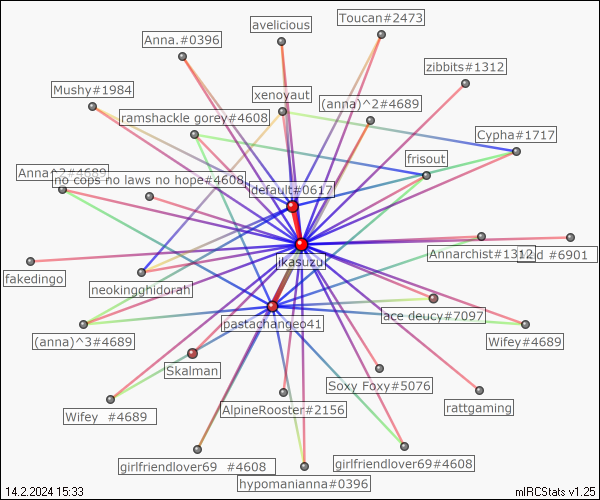 Toucan#2473
avelicious
Anna.#0396
zibbits#1312
Mushy#1984
xenoyaut
(anna)^2#4689
ramshackle gorey#4608
Cypha#1717
frisout
Anna^2#4689
no cops no laws no hope#4608
default#0617
Annarchist#1312
#6901
jkasuzu
fakedingo
neokingghidorah
ace deucy#7097
pastachangeo41
(anna)^3#4689
Wifey#4689
Skalman
Soxy Foxy#5076
AlpineRooster#2156
rattgaming
Wifey  #4689
girlfriendlover69  #4608
girlfriendlover69#4608
hypomanianna#0396
14.2.2024 15:33
mIRCStats v1.25